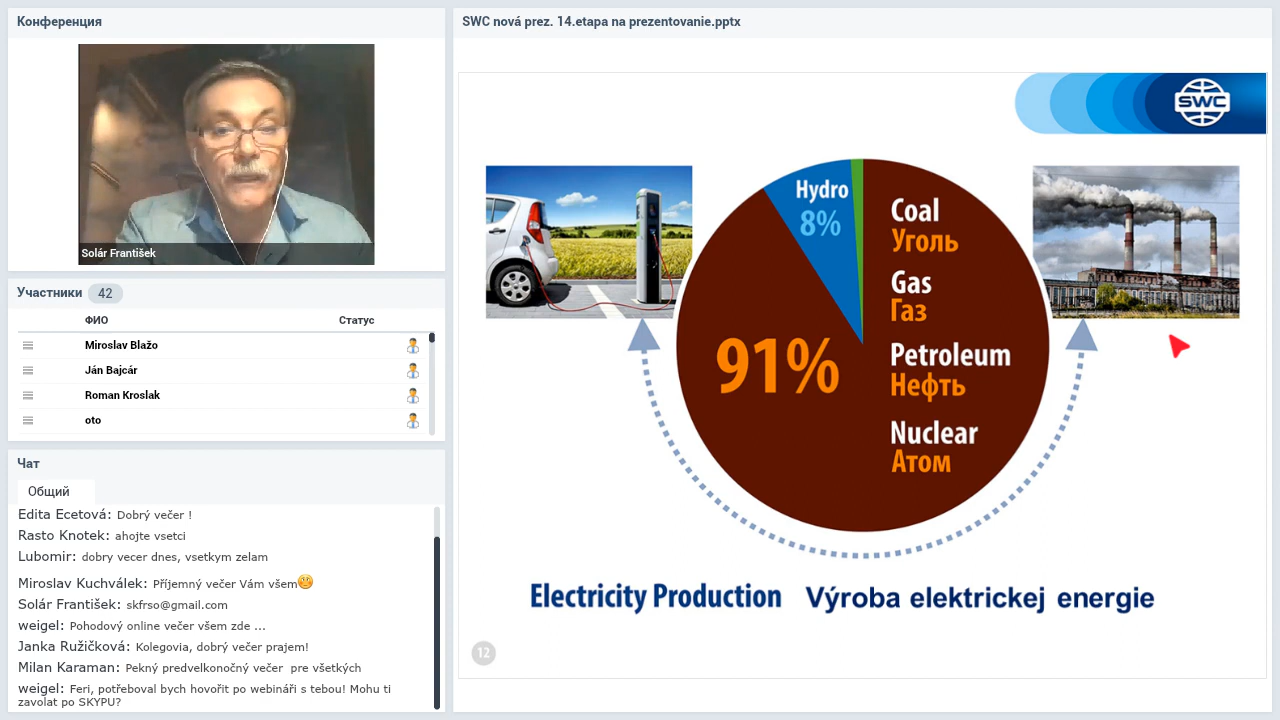 Конференция
Solár František
Участники 42
ФИО Статус
Miroslav Blažo
Ján Bajcár
Roman Kroslak
oto
Чат
Общий
Edita Ecetová: Dobrý večer !
Rasto Knotek: ahojte vsetci
Lubomir: dobry vecer dnes, vsetkym zelam
Miroslav Kuchválek: Příjemný večer Vám všem
Solár František: skfrso@gmail.com
weigel: Pohodový online večer všem zde ...
Janka Ružičková: Kolegovia, dobrý večer prajem!
Milan Karaman: Pekný predvelkonočný večer pre všetkých
weigel: Feri, potřeboval bych hovořit po webináři s tebou! Mohu ti
zavolat po SKYPU?
SWC nová prez. 14.etapa na prezentovanie.pptx
SWC
Hydro
8%
91%
Coal
Уголь
Gas
Газ
Petroleum
Нефть
Nuclear
Атом
Electricity Production Výroba elektrickej energie
12